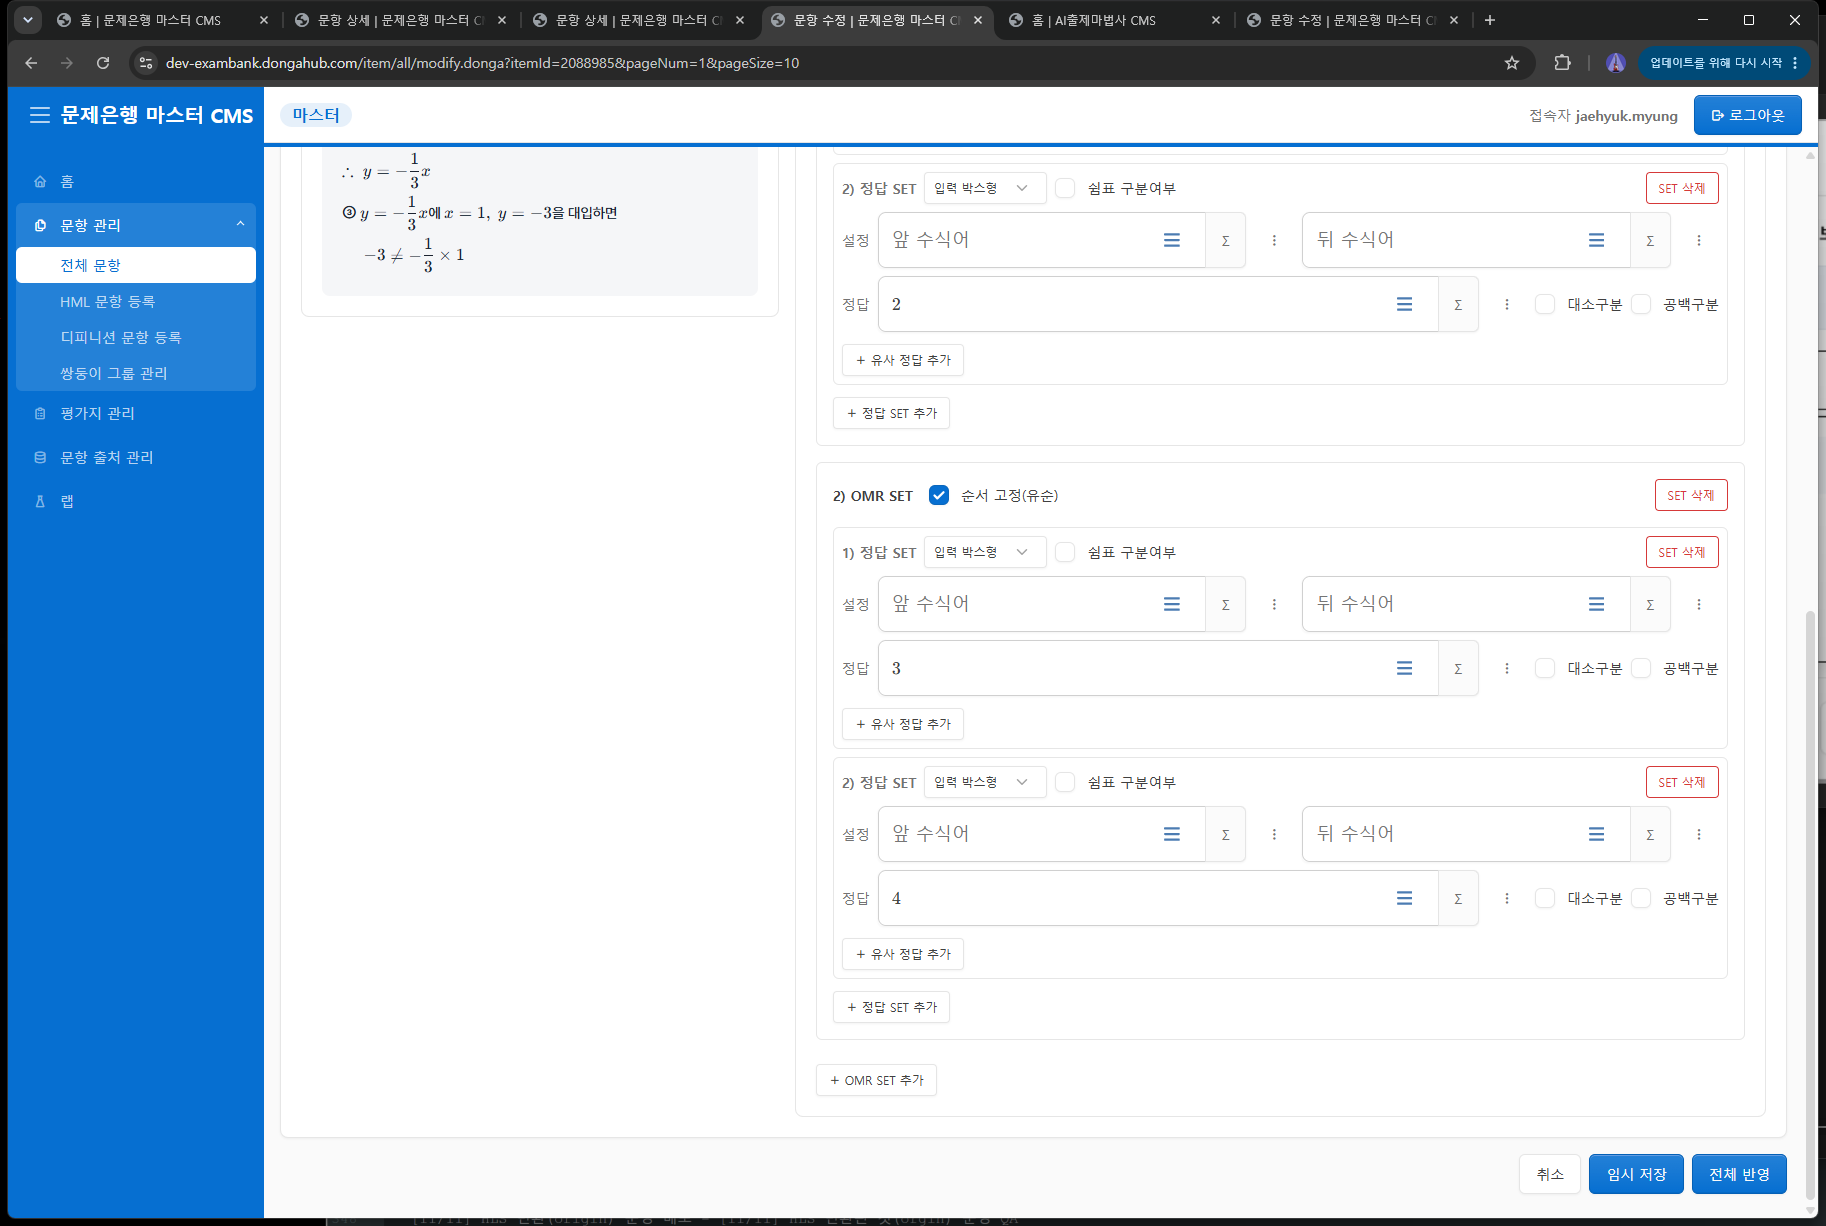 홈 | 문제은행 마스터 CMS
문항 상세 | 문제은행 마스터 C
문항 상세 | 문제은행 마스터 C
문항 수정 | 문제은행 마스터 C
홈 | AI출제마법사 CMS
문항 수정 | 문제은행 마스터 C
dev-exambank.dongahub.com/item/all/modify.donga?itemId=2088985&pageNum=1&pageSize=10
업데이트를 위해 다시 시작
문제은행 마스터 CMS
마스터
접속자 jaehyuk.myung
로그아웃
홈
문항 관리
전체 문항
HML 문항 등록
디피니션 문항 등록
쌍둥이 그룹 관리
평가지 관리
문항 출처 관리
랩
∴ y = −1/3 x
③ y = −1/3 x에 x = 1, y = −3을 대입하면
−3 ≠ −1/3 × 1
2) 정답 SET 입력 박스형 쉼표 구분여부 SET 삭제
설정 앞 수식어 Σ 뒤 수식어 Σ
정답 2 Σ 대소구분 공백구분
+ 유사 정답 추가
+ 정답 SET 추가
2) OMR SET 순서 고정(유순) SET 삭제
1) 정답 SET 입력 박스형 쉼표 구분여부 SET 삭제
설정 앞 수식어 Σ 뒤 수식어 Σ
정답 3 Σ 대소구분 공백구분
+ 유사 정답 추가
2) 정답 SET 입력 박스형 쉼표 구분여부 SET 삭제
설정 앞 수식어 Σ 뒤 수식어 Σ
정답 4 Σ 대소구분 공백구분
+ 유사 정답 추가
+ 정답 SET 추가
+ OMR SET 추가
취소
임시 저장
전체 반영